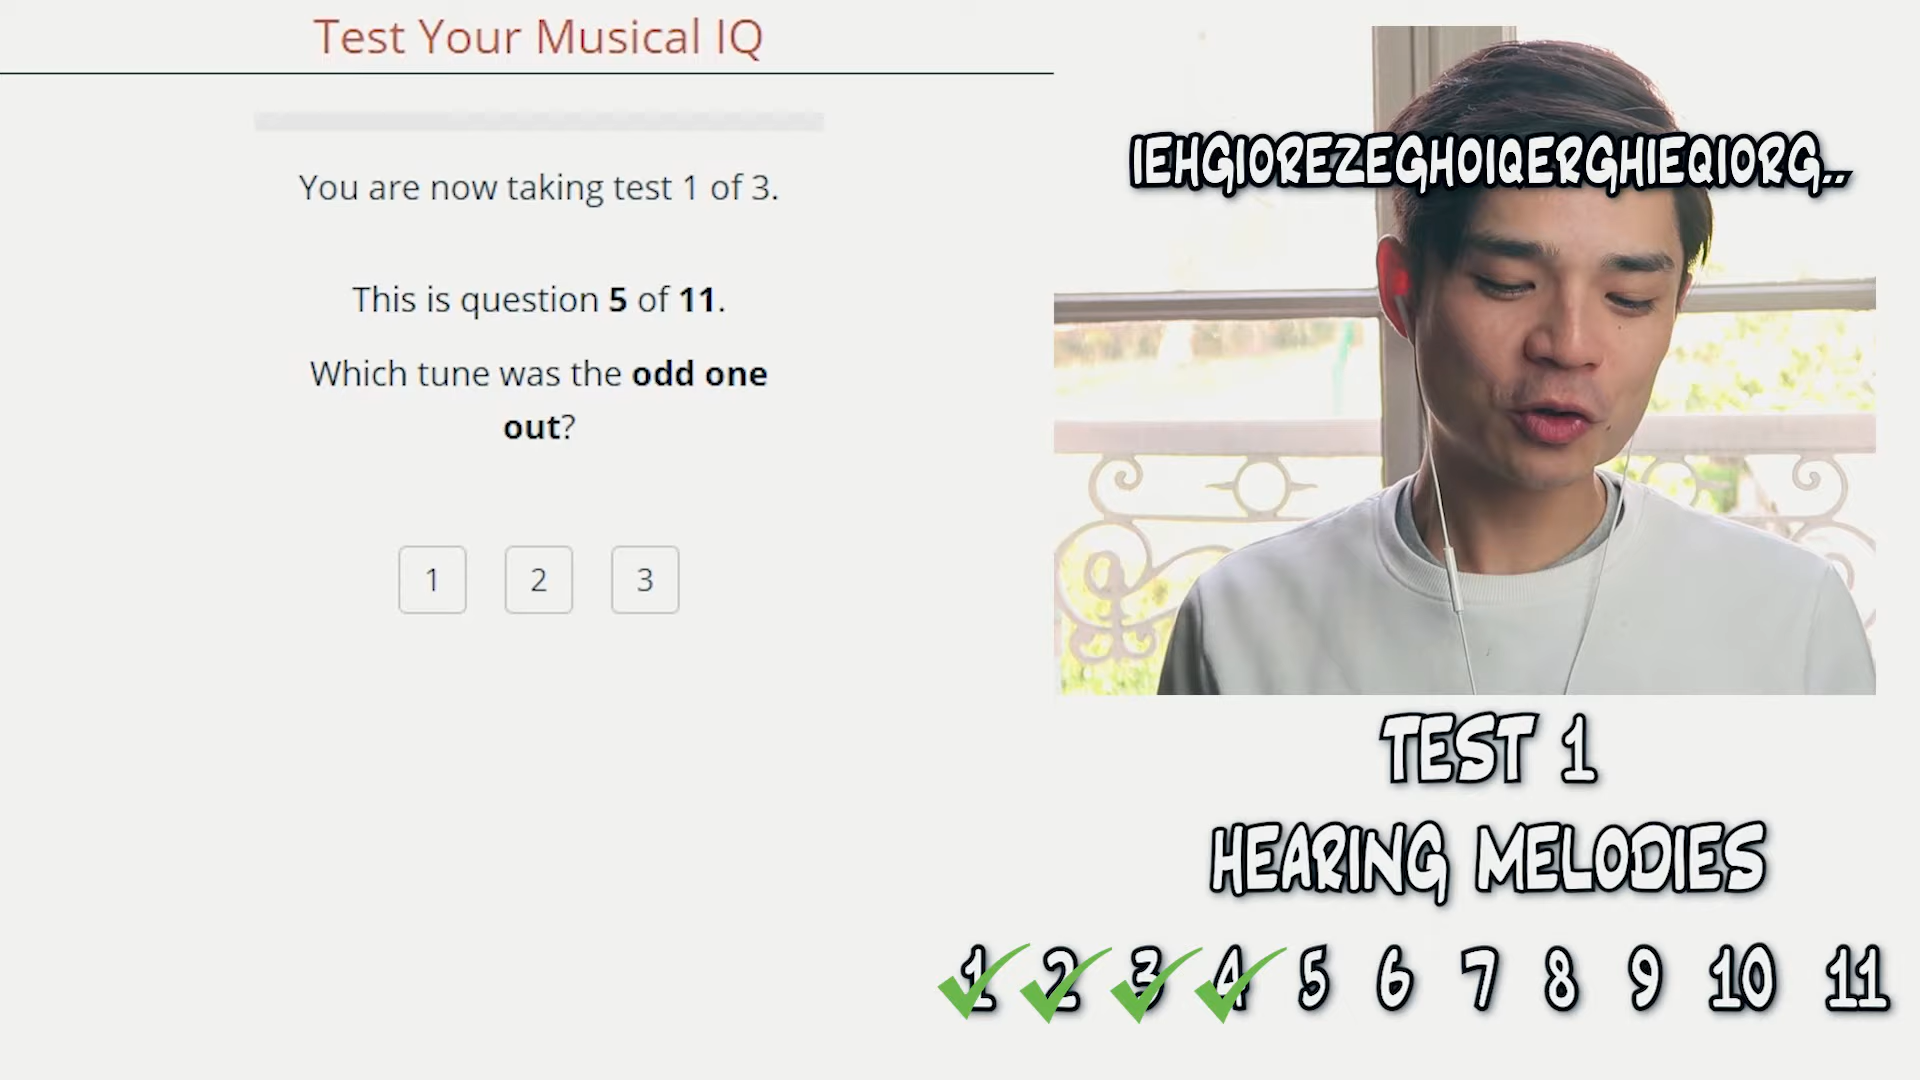 Test Your Musical IQ
You are now taking test 1 of 3.
This is question 5 of 11.
Which tune was the odd one
out?
1 2 3
IEHGIOREZEGHOIQERGHIEQIORG..
TEST 1
HEARING MELODIES
1 2 3 4 5 6 7 8 9 10 11